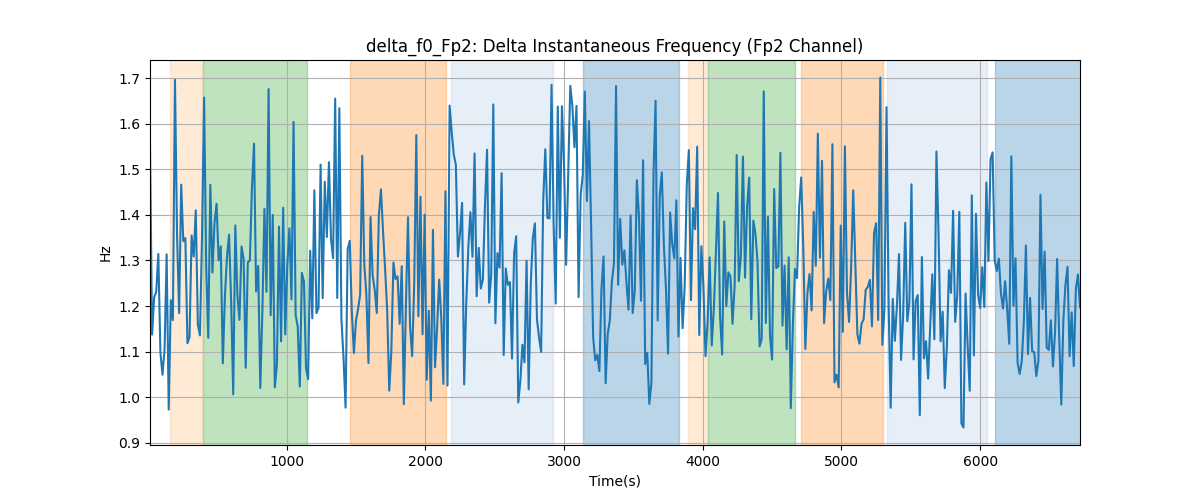 delta_f0_Fp2: Delta Instantaneous Frequency (Fp2 Channel)
1.7
1.6
1.5
1.4
1.3
1.2
1.1
1.0
0.9
Hz
1000 2000 3000 4000 5000 6000
Time(s)